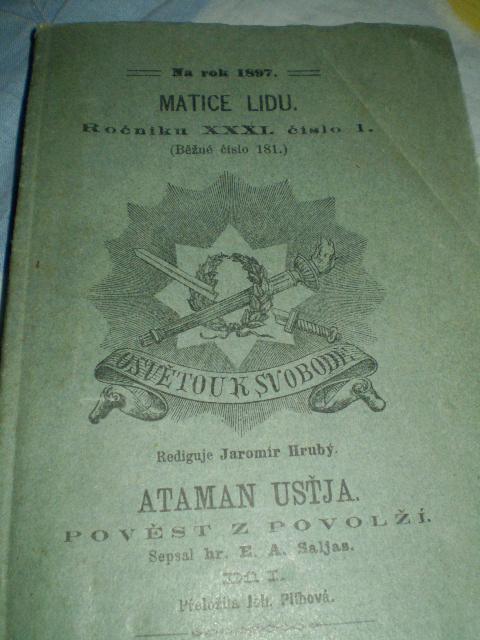 Na rok 1897.
MATICE LIDU.
Ročníku XXXI. číslo 1.
(Běžné číslo 181.)
OSVĚTOU K SVOBODĚ
Rediguje Jaromír Hrubý.
ATAMAN USŤJA.
POVĚST Z POVOLŽÍ.
Sepsal hr. E. A. Saljas.
Díl I.
Přeložila